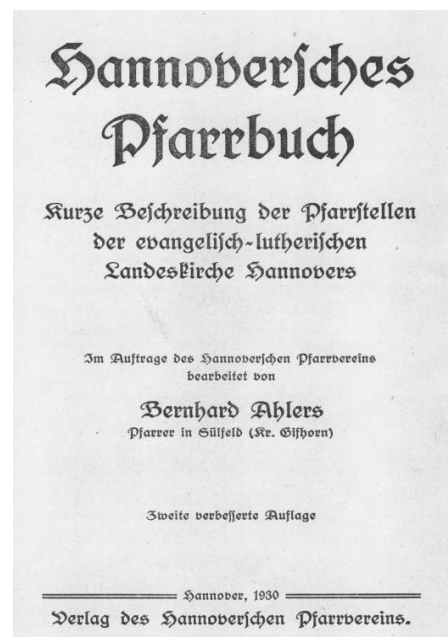 Hannoversches
Pfarrbuch
Kurze Beschreibung der Pfarrstellen
der evangelisch-lutherischen
Landeskirche Hannovers
Im Auftrage des Hannoverschen Pfarrvereins
bearbeitet von
Bernhard Ahlers
Pfarrer in Sülfeld (Kr. Gifhorn)
Zweite verbesserte Auflage
Hannover, 1930
Verlag des Hannoverschen Pfarrvereins.